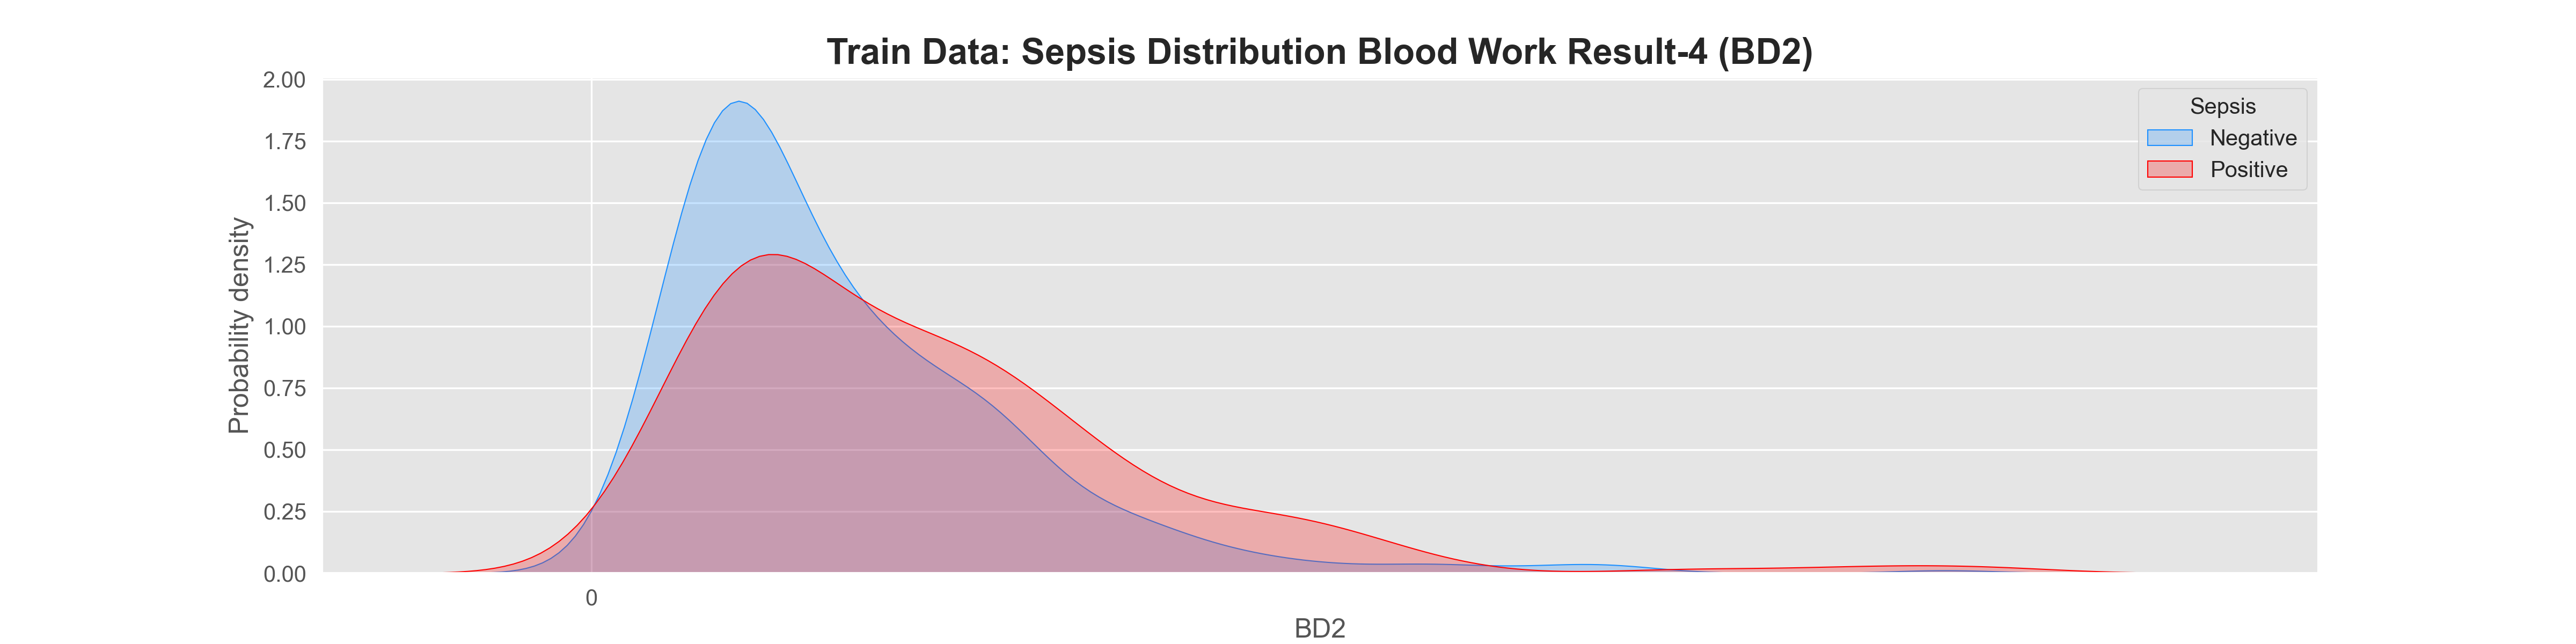 Train Data: Sepsis Distribution Blood Work Result-4 (BD2)
2.00
1.75
1.50
1.25
1.00
0.75
0.50
0.25
0.00
Probability density
Sepsis
Negative
Positive
0
BD2